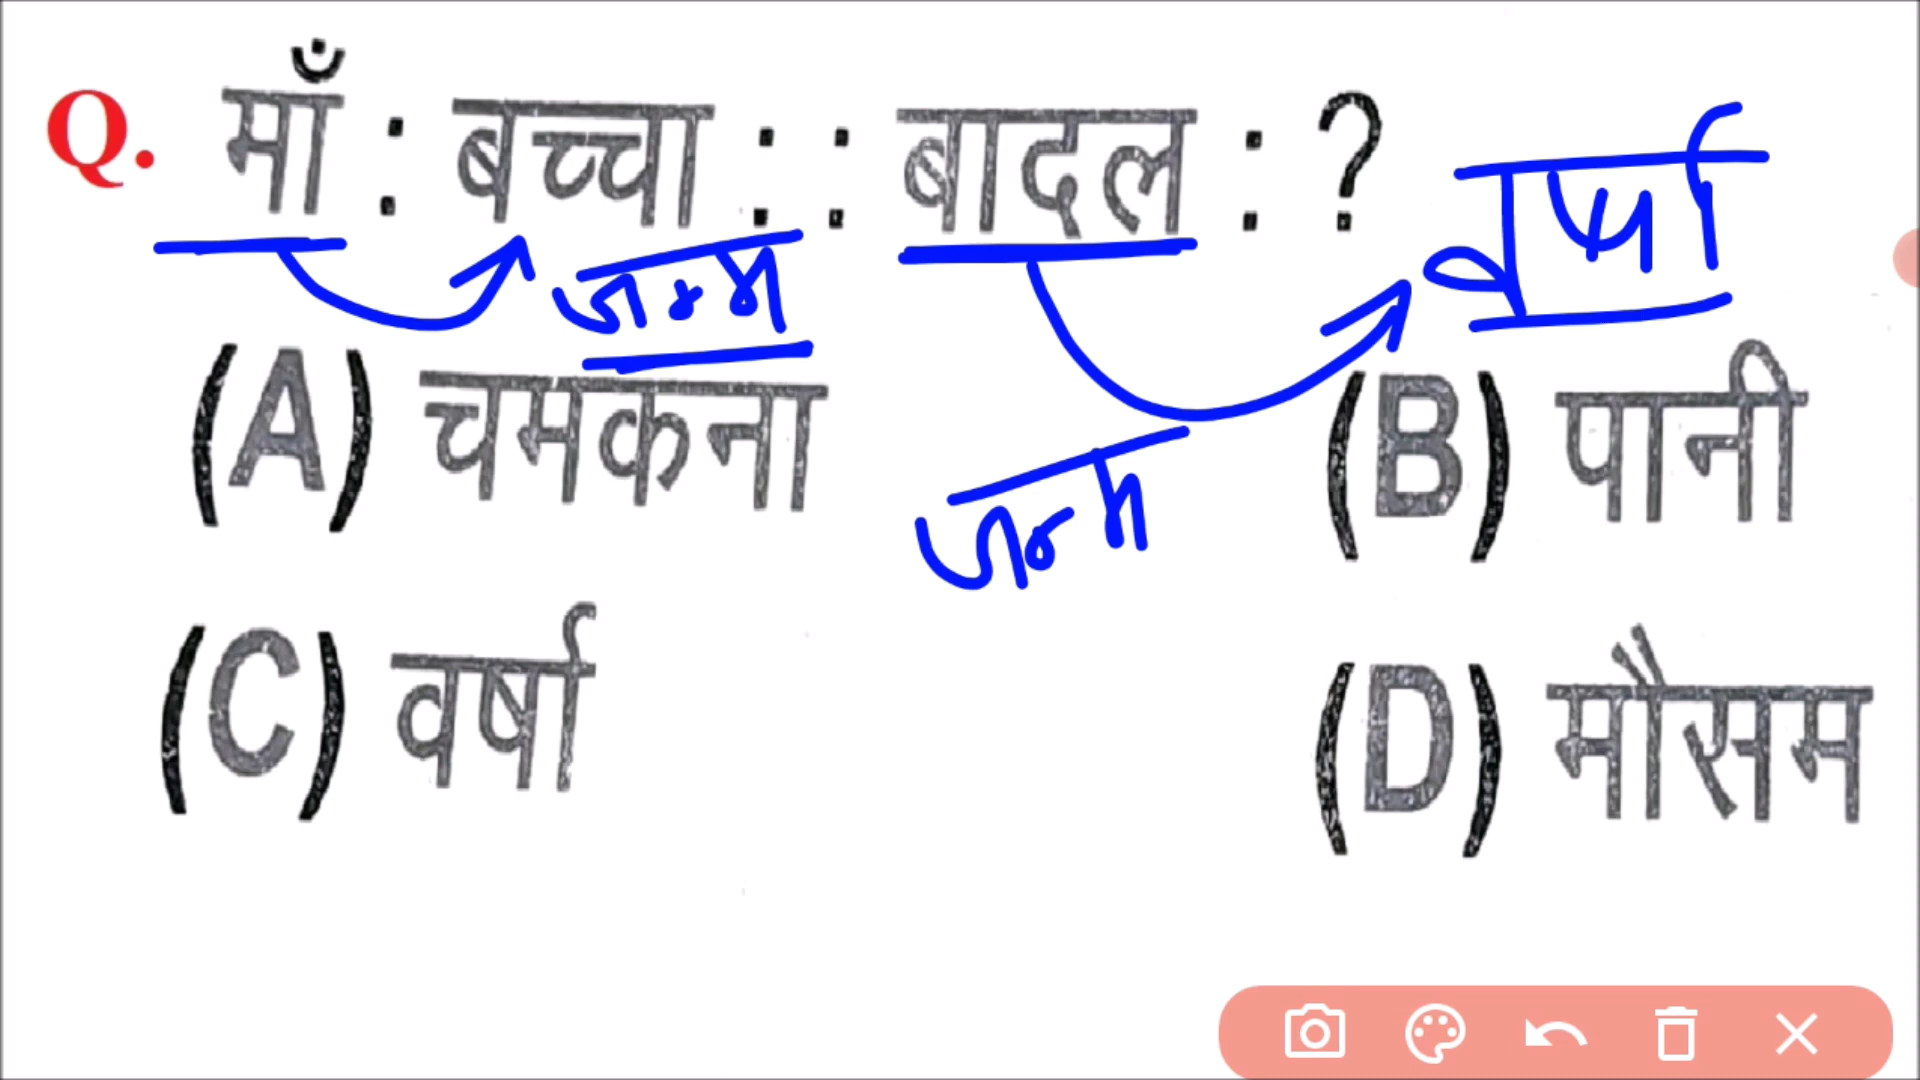 Q. माँ : बच्चा : : बादल : ?
वर्षा
जन्म
(A) चमकना
(B) पानी
जन्म
(C) वर्षा
(D) मौसम